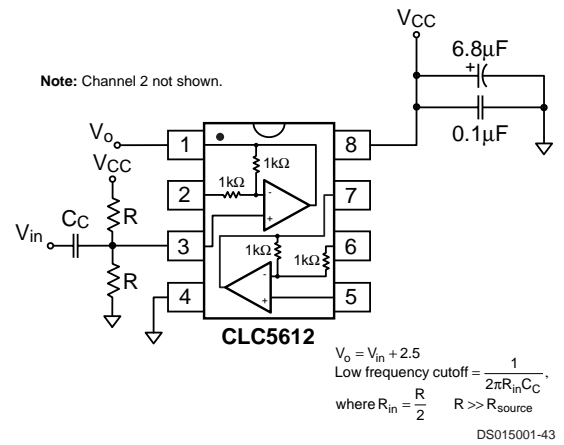 VCC
6.8µF
+
Note: Channel 2 not shown.
0.1µF
Vo
1
8
VCC
1kΩ
2
1kΩ
7
-
R
+
CC
Vin
3
6
1kΩ
1kΩ
R
-
4
+
5
CLC5612
Vo = Vin + 2.5
Low frequency cutoff = 1 / 2πRinCC ,
where Rin = R / 2 R >> Rsource
DS015001-43